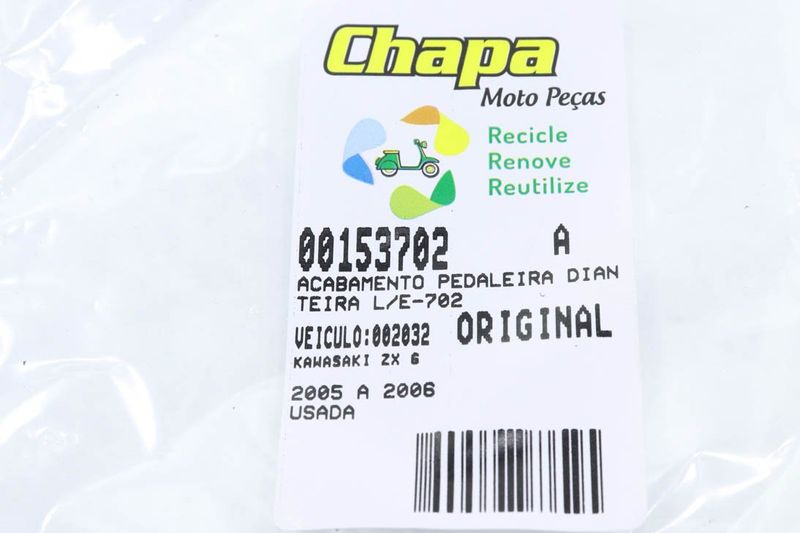 Chapa
Moto Peças
Recicle
Renove
Reutilize
00153702 A
ACABAMENTO PEDALEIRA DIAN
TEIRA L/E-702
VEICULO:002032 ORIGINAL
KAWASAKI ZX 6
2005 A 2006
USADA